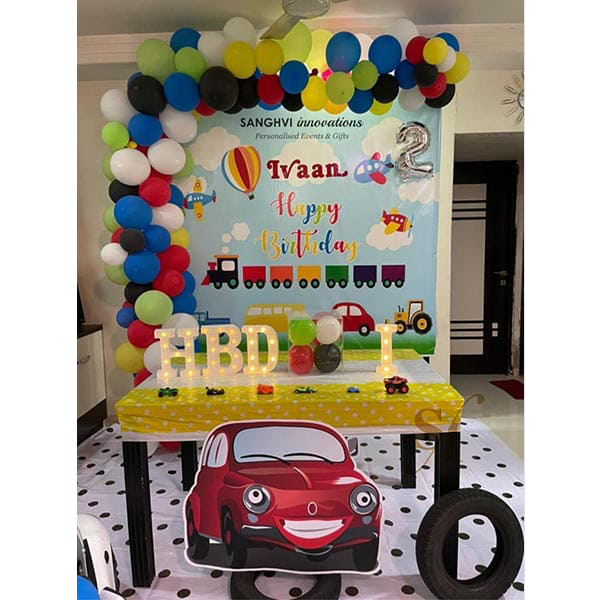 SANGHVI innovations
Personalised Events & Gifts
2
Ivaan
Happy
Birthday
HBD I